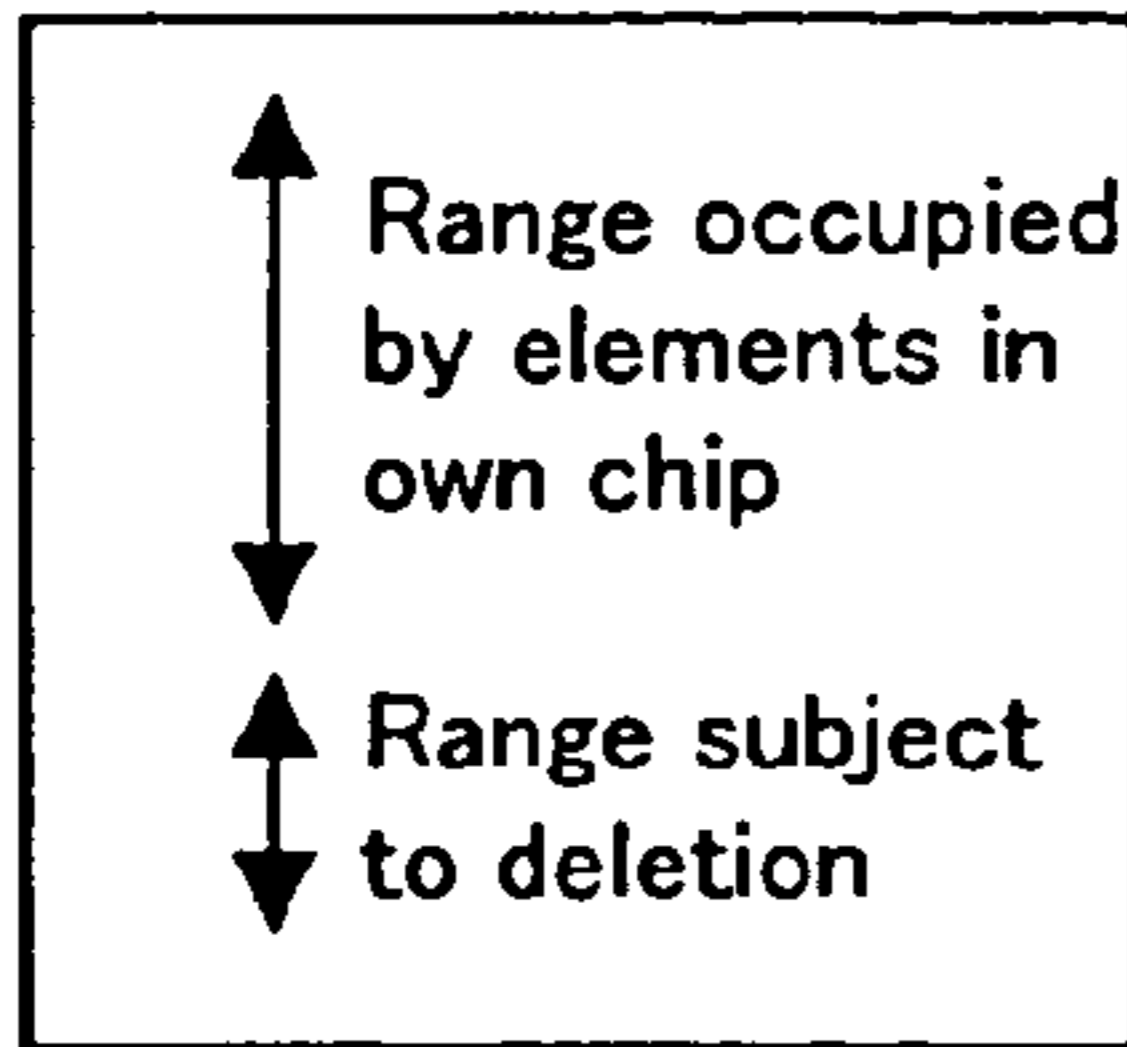 Range occupied
by elements in
own chip
Range subject
to deletion